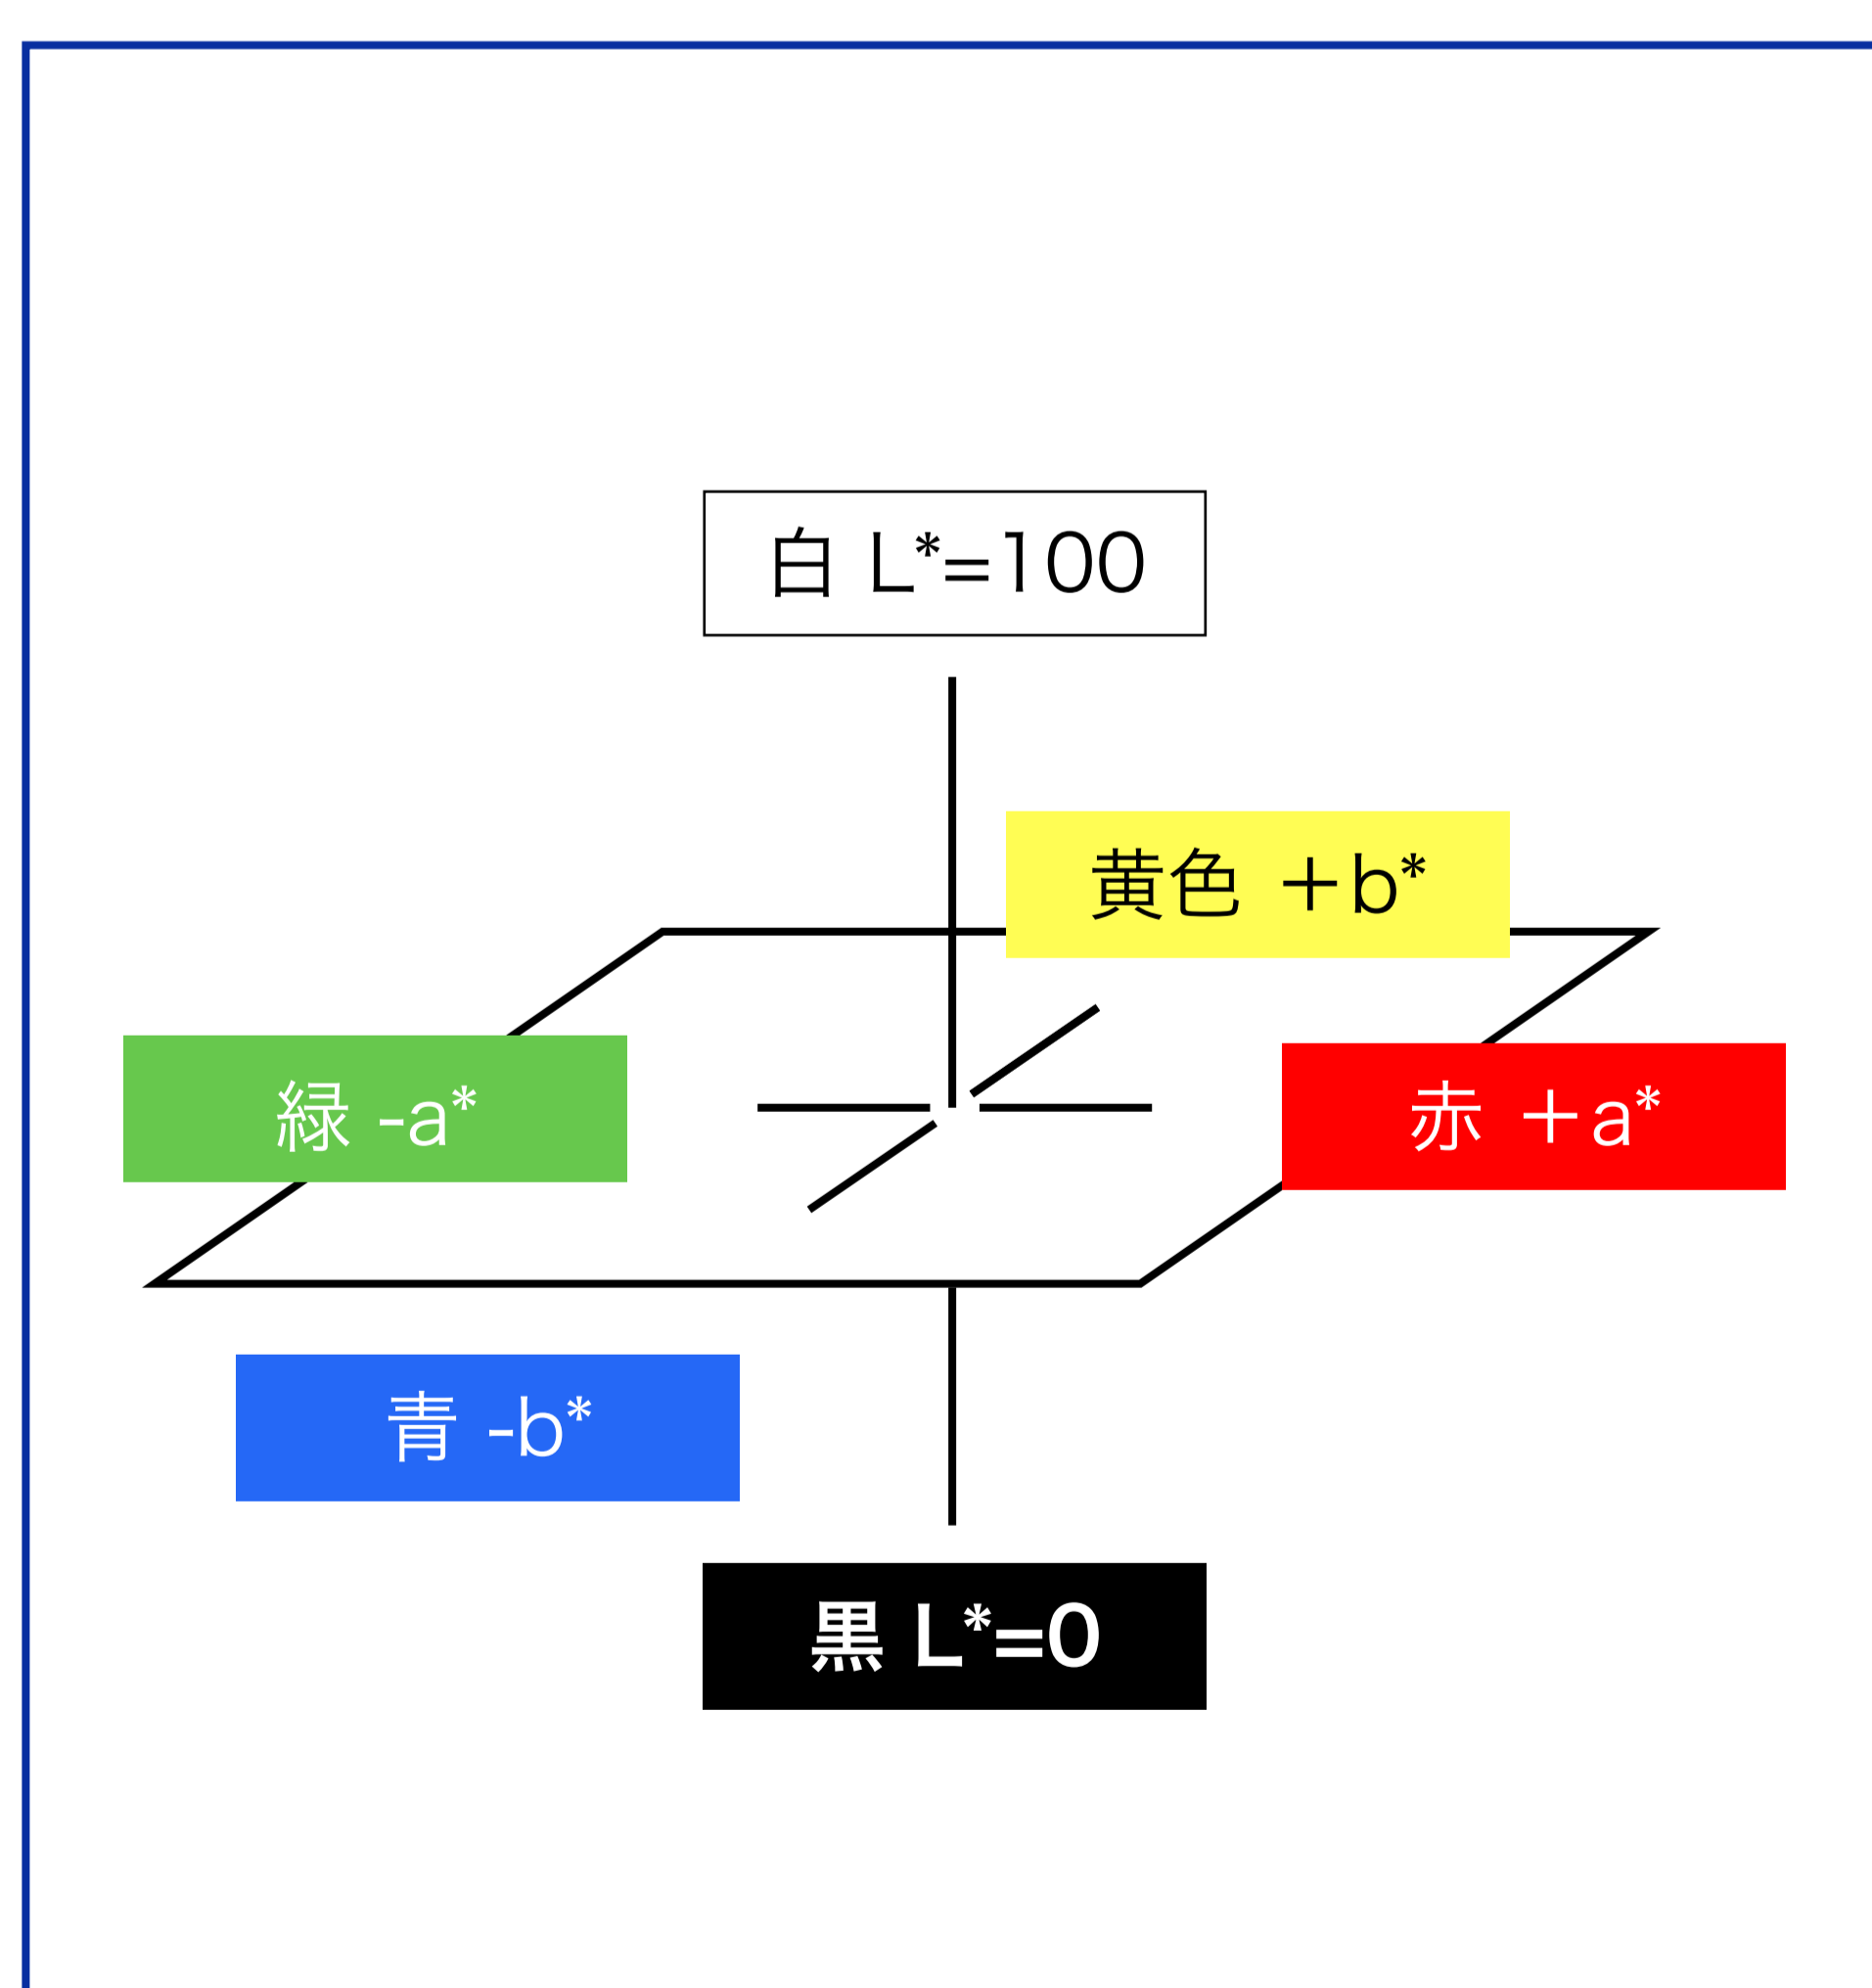 白 L*=100
黄色 +b*
緑 -a*
赤 +a*
青 -b*
黒 L*=0